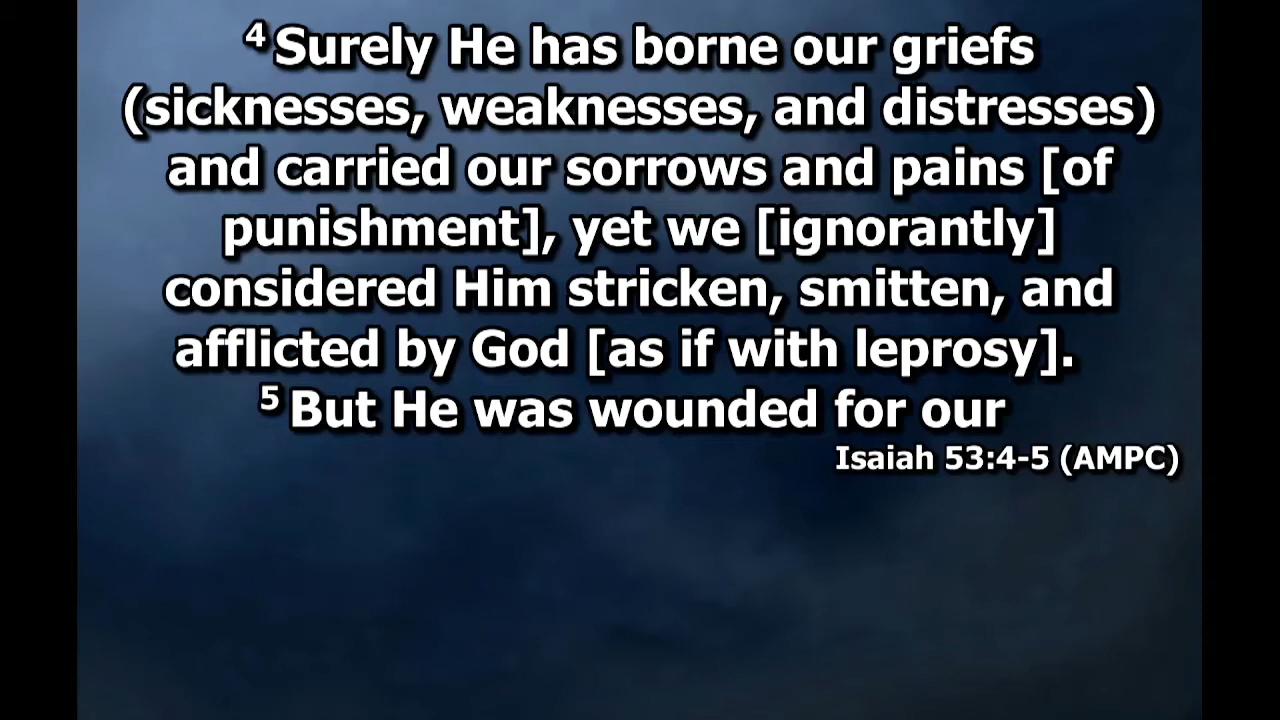 4 Surely He has borne our griefs
(sicknesses, weaknesses, and distresses)
and carried our sorrows and pains [of
punishment], yet we [ignorantly]
considered Him stricken, smitten, and
afflicted by God [as if with leprosy].
5 But He was wounded for our
Isaiah 53:4-5 (AMPC)